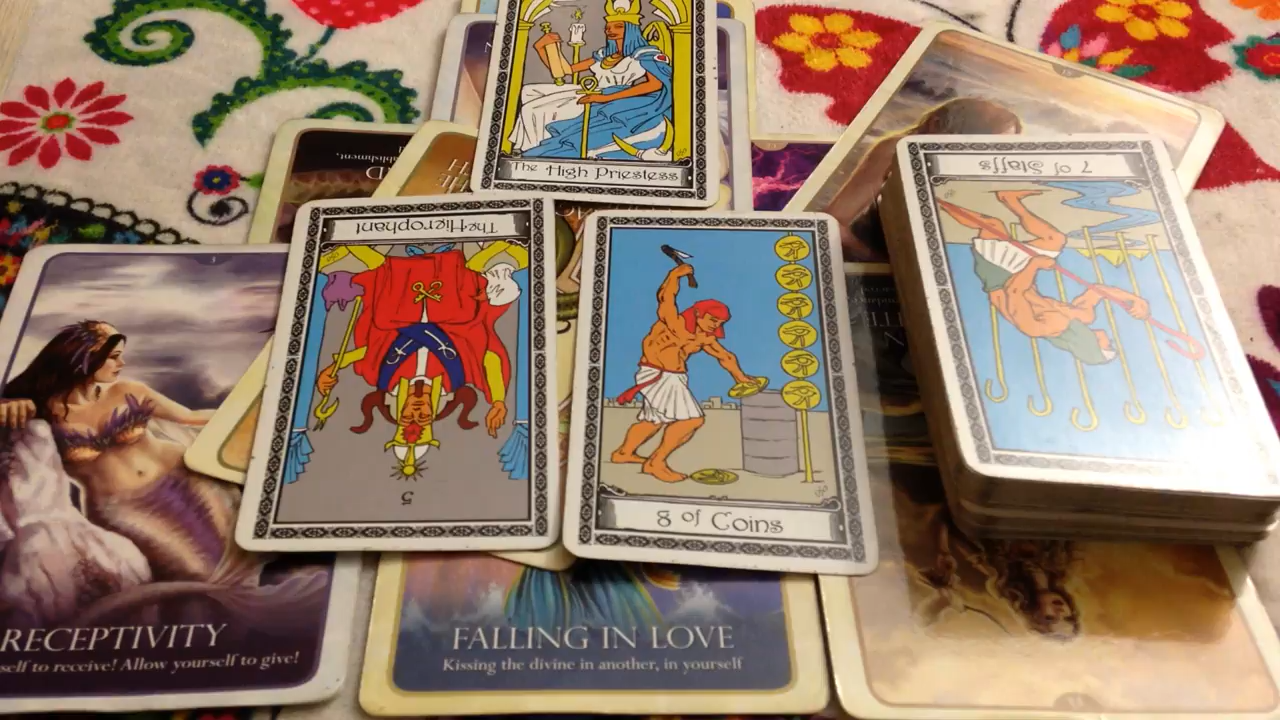 The High Priestess
ablishment,
The Hierophant
5
7 of Staffs
8 of Coins
RECEPTIVITY
self to receive! Allow yourself to give!
FALLING IN LOVE
Kissing the divine in another, in yourself